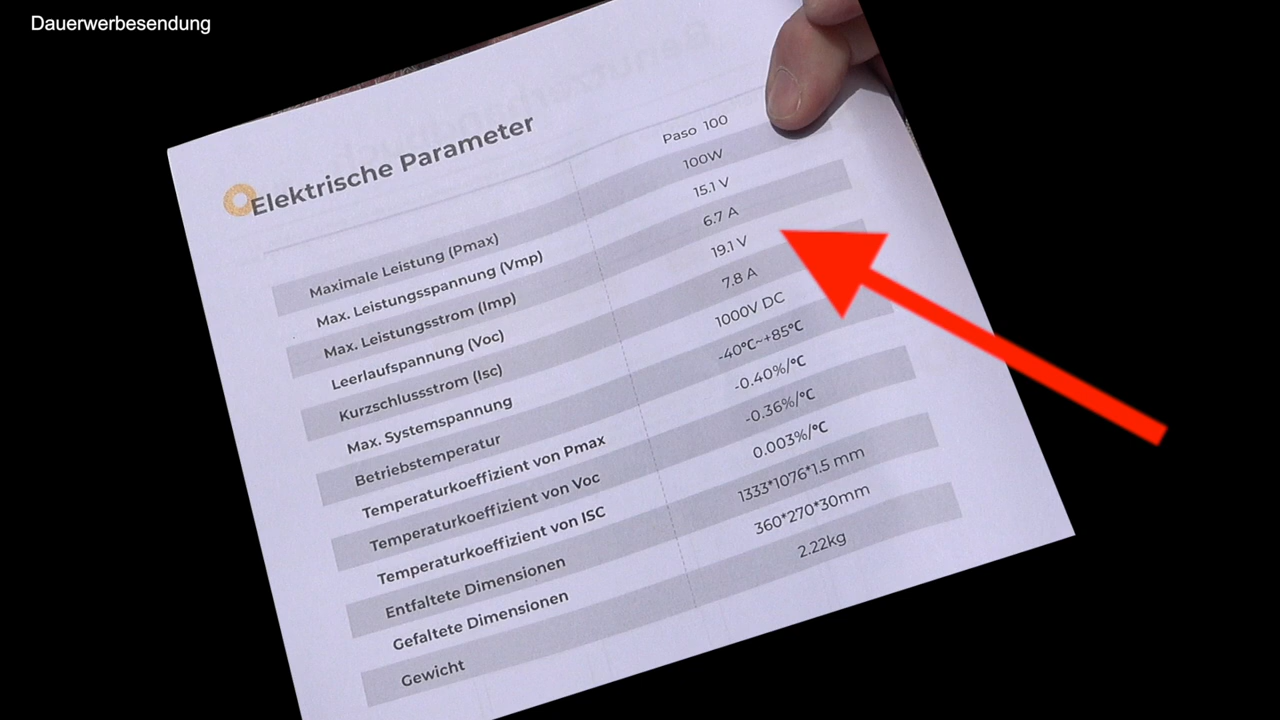 Dauerwerbesendung
Elektrische Parameter
Paso 100
Maximale Leistung (Pmax) 100W
Max. Leistungsspannung (Vmp) 15.1 V
Max. Leistungsstrom (Imp) 6.7 A
Leerlaufspannung (Voc) 19.1 V
Kurzschlussstrom (Isc) 7.8 A
Max. Systemspannung 1000V DC
Betriebstemperatur -40℃~+85℃
Temperaturkoeffizient von Pmax -0.40%/℃
Temperaturkoeffizient von Voc -0.36%/℃
Temperaturkoeffizient von ISC 0.003%/℃
Entfaltete Dimensionen 1333*1076*1.5 mm
Gefaltete Dimensionen 360*270*30mm
Gewicht 2.22kg